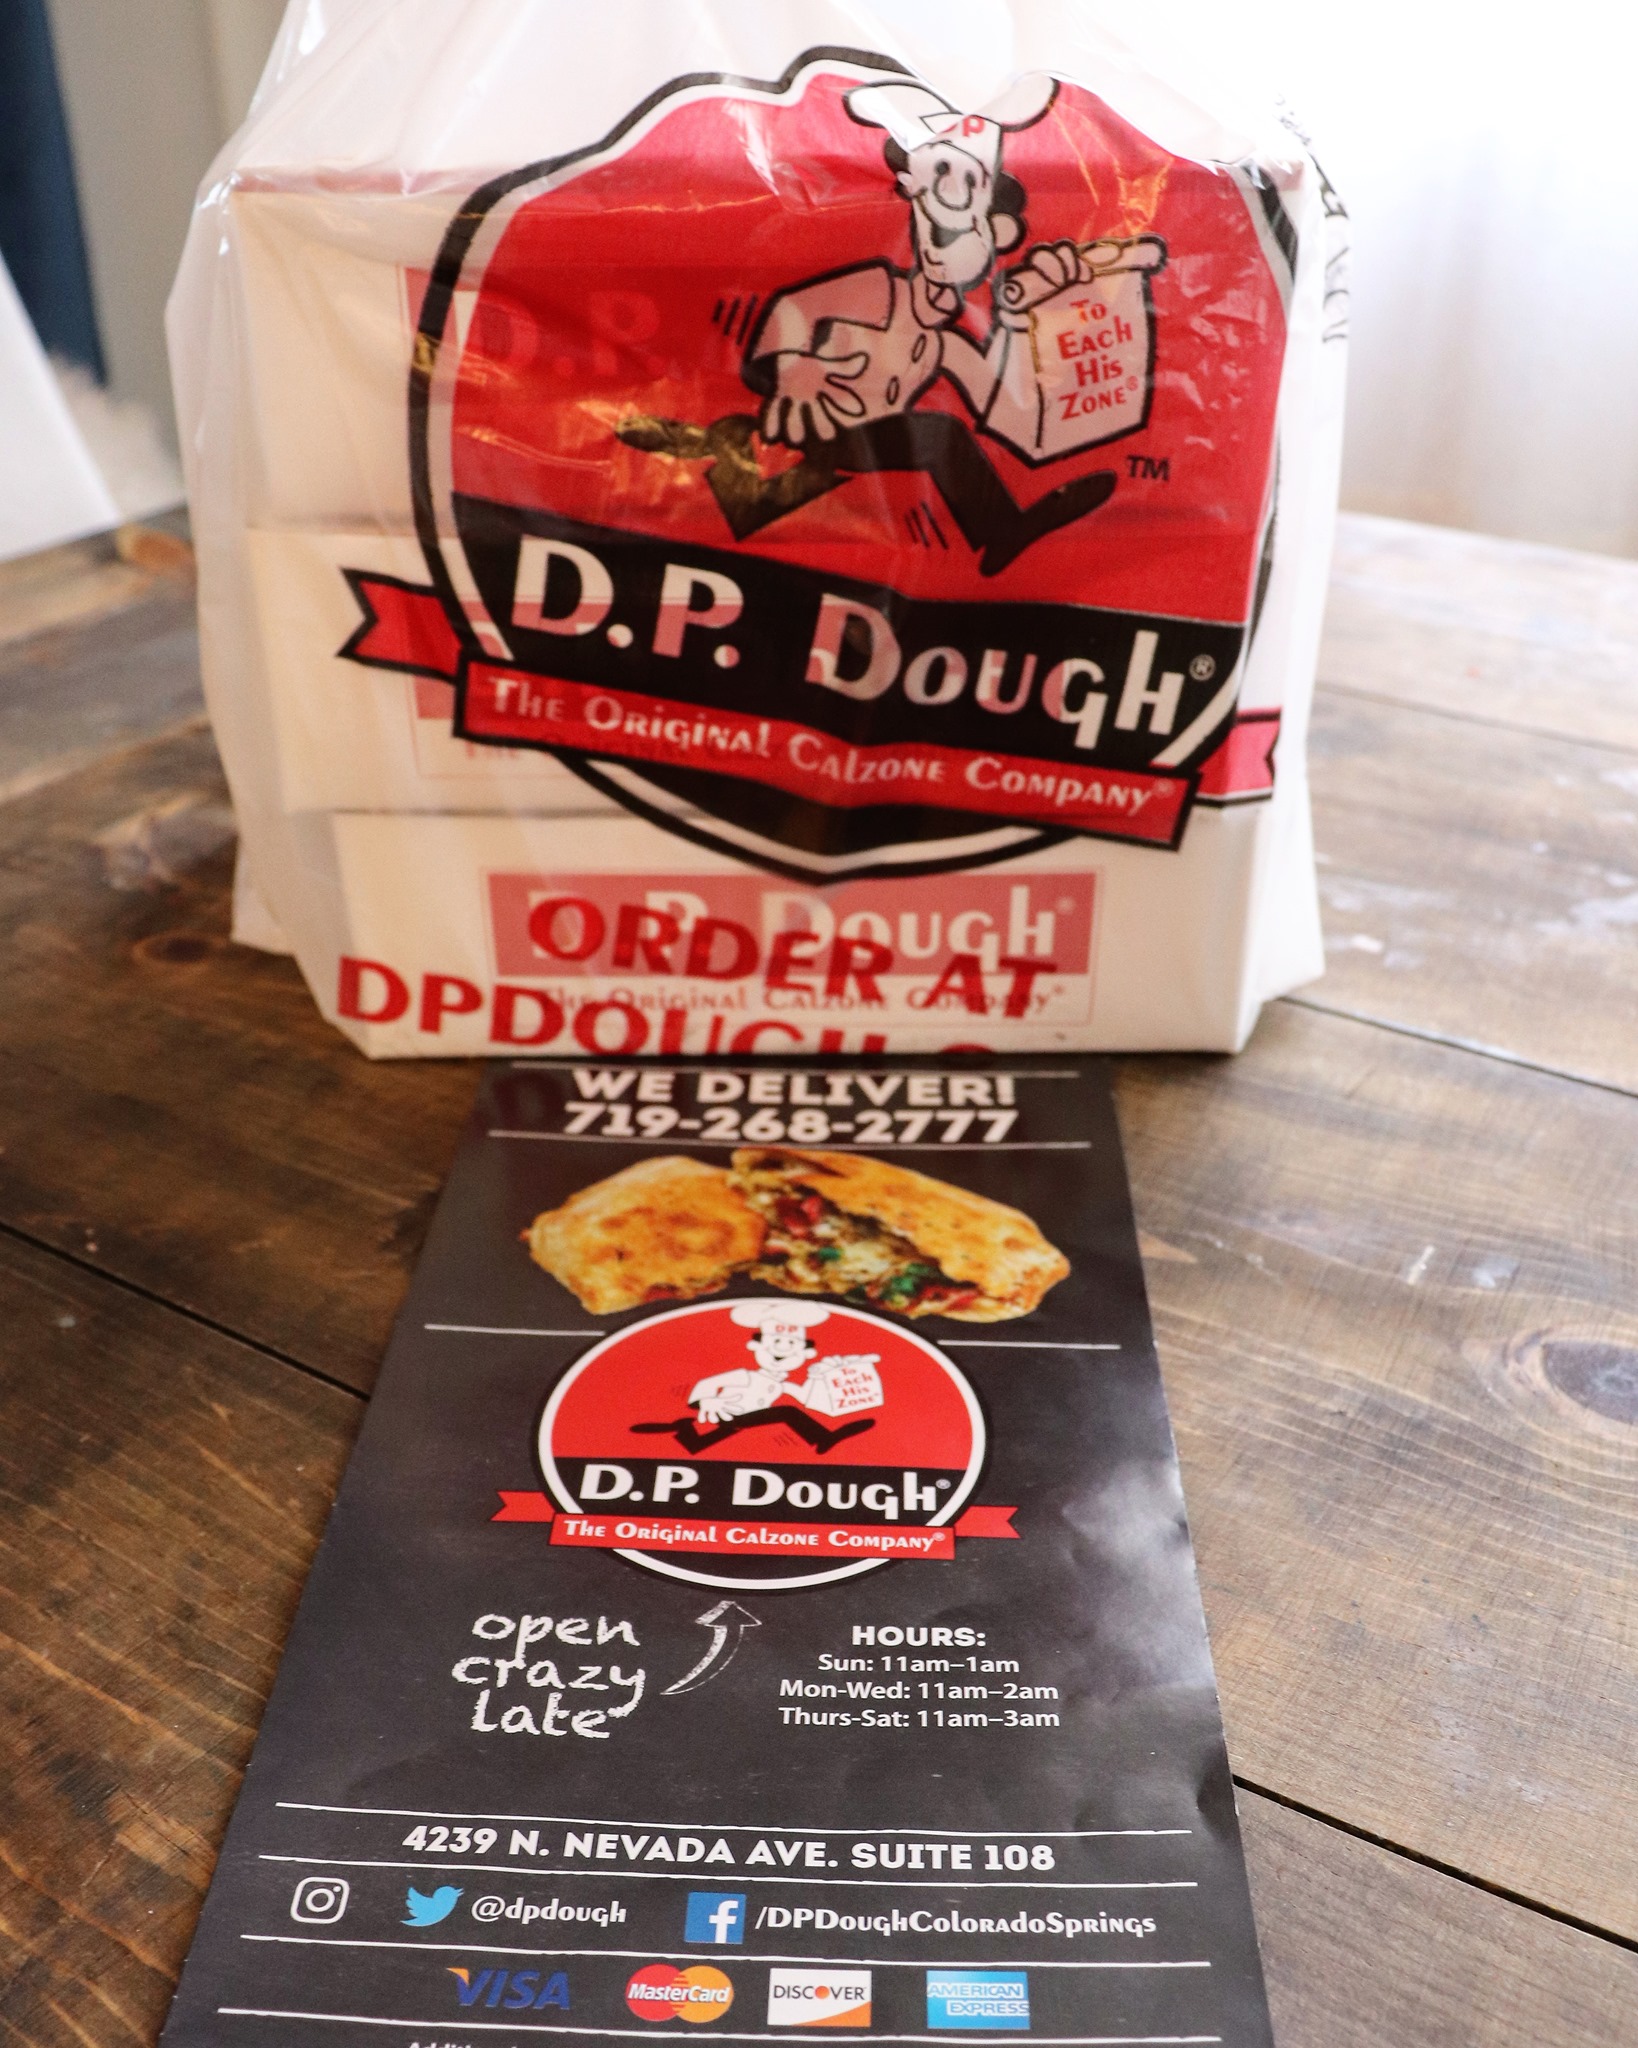 DP
To
Each
His
Zone®
TM
D.P. Dough®
The Original Calzone Company®
D.P. Dough®
The Original Calzone Company®
ORDER AT
DPDOUGH
WE DELIVER!
719-268-2777
DP
To
Each
His
Zone®
D.P. Dough®
The Original Calzone Company®
open
crazy
late
HOURS:
Sun: 11am–1am
Mon-Wed: 11am–2am
Thurs-Sat: 11am–3am
4239 N. NEVADA AVE. SUITE 108
@dpdough /DPDoughColoradoSprings
VISA MasterCard DISCOVER AMERICAN EXPRESS